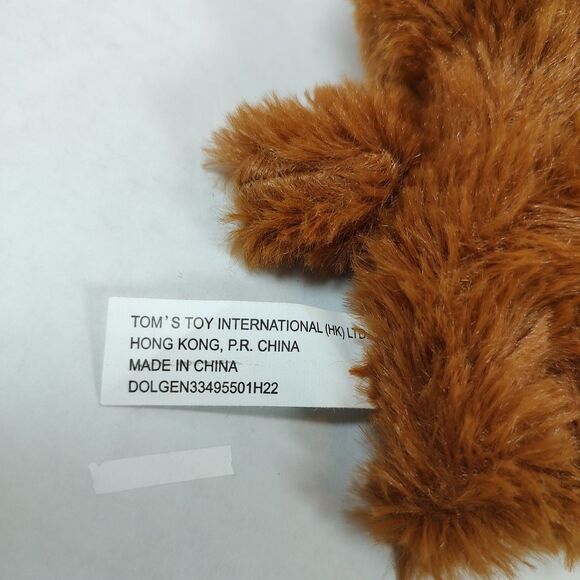 TOM'S TOY INTERNATIONAL (HK) LTD
HONG KONG, P.R. CHINA
MADE IN CHINA
DOLGEN33495501H22